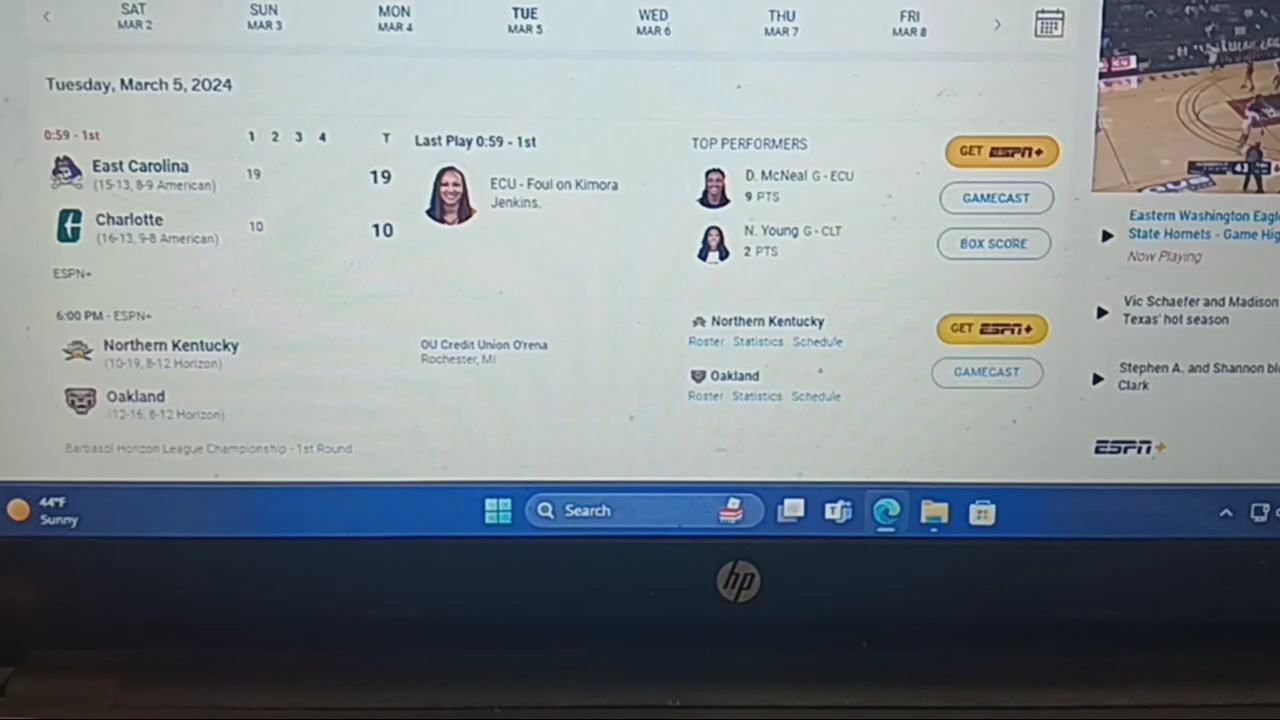 SAT SUN MON TUE WED THU FRI
MAR 2 MAR 3 MAR 4 MAR 5 MAR 6 MAR 7 MAR 8
Tuesday, March 5, 2024
0:59 - 1st 1 2 3 4 T
East Carolina 19 19
(15-13, 8-9 American)
Charlotte 10 10
(16-13, 9-8 American)
ESPN+
Last Play 0:59 - 1st
ECU - Foul on Kimora
Jenkins.
TOP PERFORMERS
D. McNeal G - ECU
9 PTS
N. Young G - CLT
2 PTS
GET ESPN+
GAMECAST
BOX SCORE
6:00 PM - ESPN+
Northern Kentucky
(10-19, 8-12 Horizon)
Oakland
(12-16, 8-12 Horizon)
OU Credit Union O'rena
Rochester, MI
Northern Kentucky
Roster Statistics Schedule
Oakland
Roster Statistics Schedule
GET ESPN+
GAMECAST
Barbasol Horizon League Championship - 1st Round
Eastern Washington
State Hornets - Game
Now Playing
Vic Schaefer and Madison
Texas' hot season
Stephen A. and Shannon
Clark
ESPN+
44°F
Sunny
Search
hp